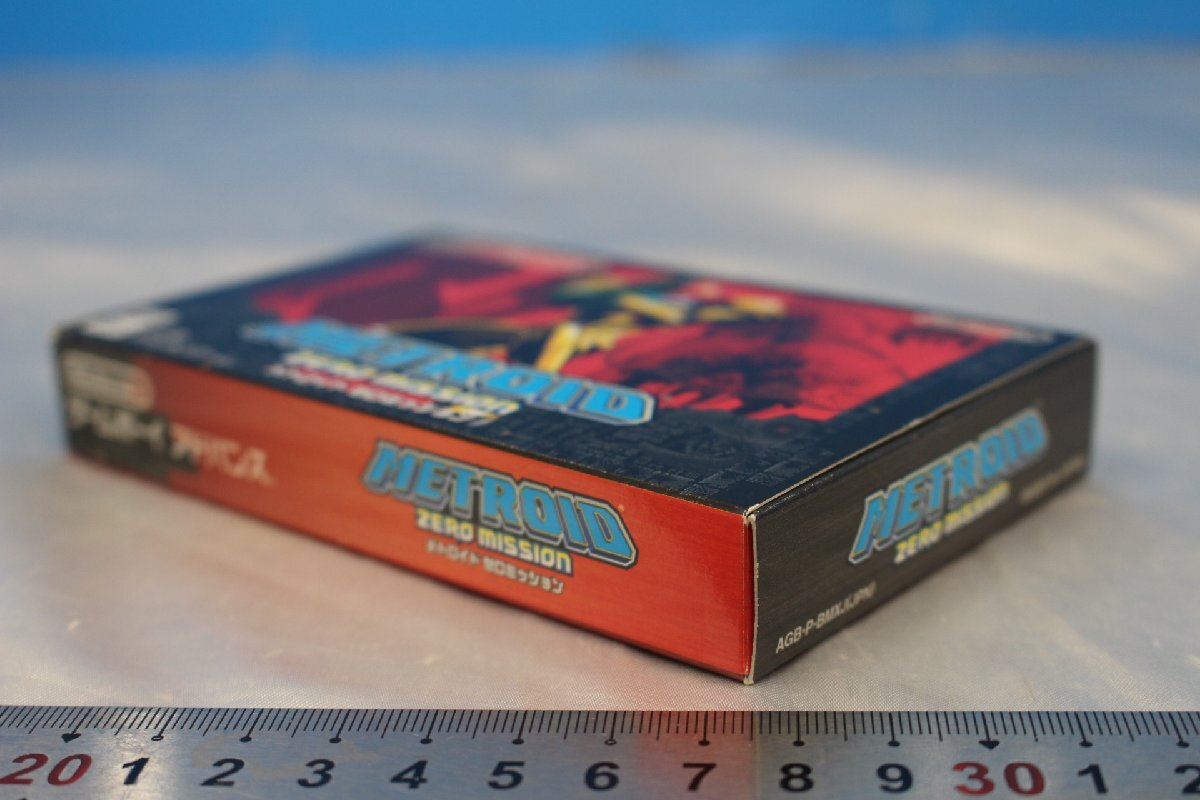 METROID
METROID
ZERO MISSION
メトロイド ゼロミッション
ゲームボーイ アドバンス
METROID
ZERO MISSION
AGB-P-BMXJ(JPN)
20 1 2 3 4 5 6 7 8 9 30 1 2